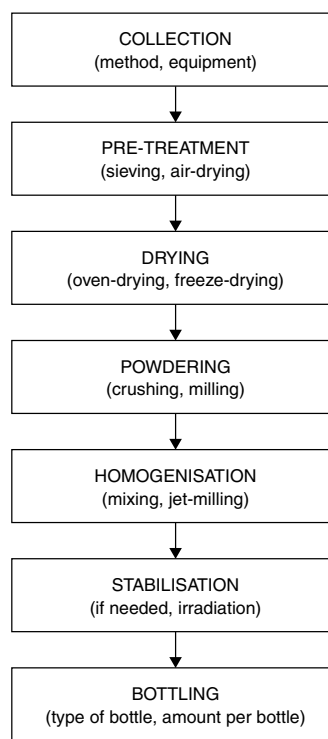 COLLECTION
(method, equipment)
PRE-TREATMENT
(sieving, air-drying)
DRYING
(oven-drying, freeze-drying)
POWDERING
(crushing, milling)
HOMOGENISATION
(mixing, jet-milling)
STABILISATION
(if needed, irradiation)
BOTTLING
(type of bottle, amount per bottle)